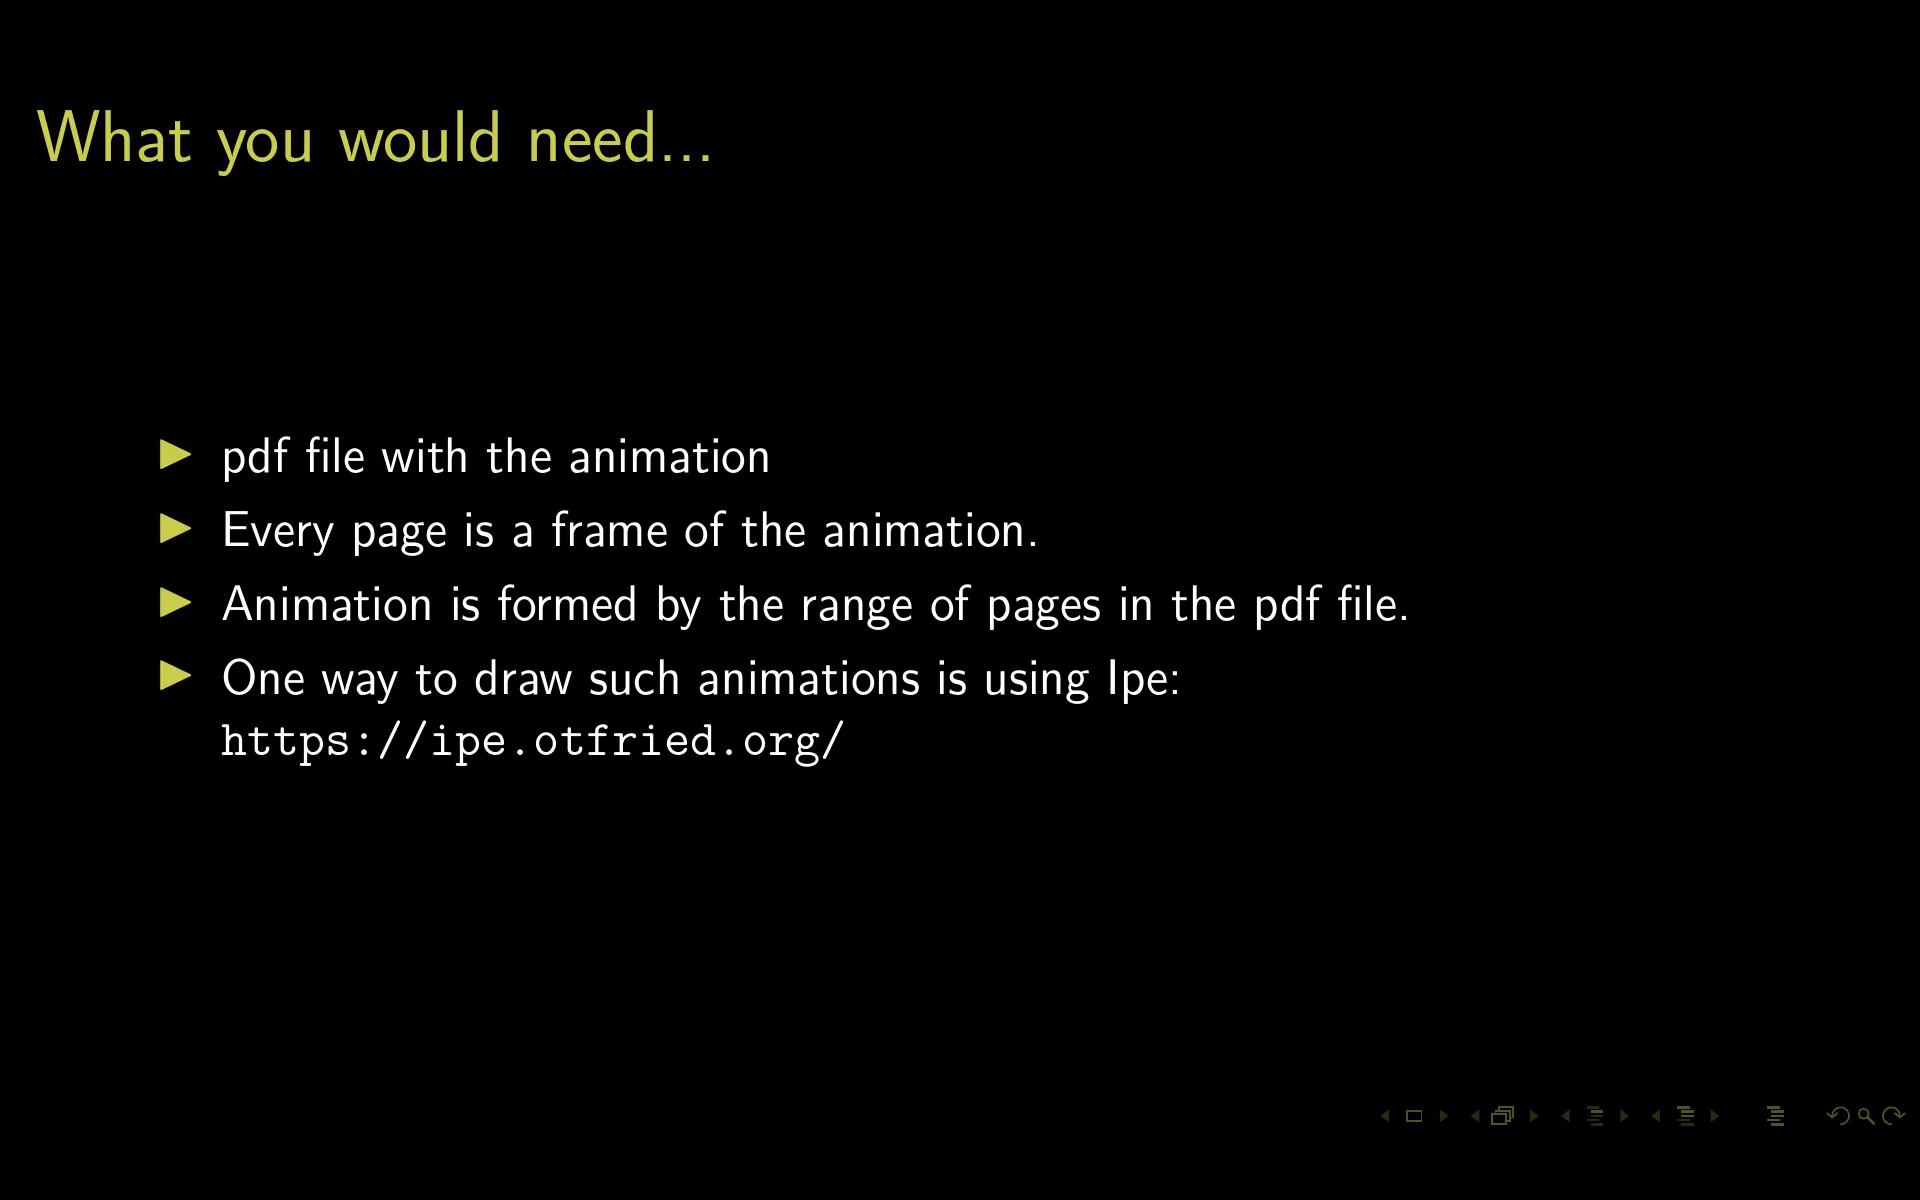 What you would need...
pdf file with the animation
Every page is a frame of the animation.
Animation is formed by the range of pages in the pdf file.
One way to draw such animations is using Ipe:
https://ipe.otfried.org/